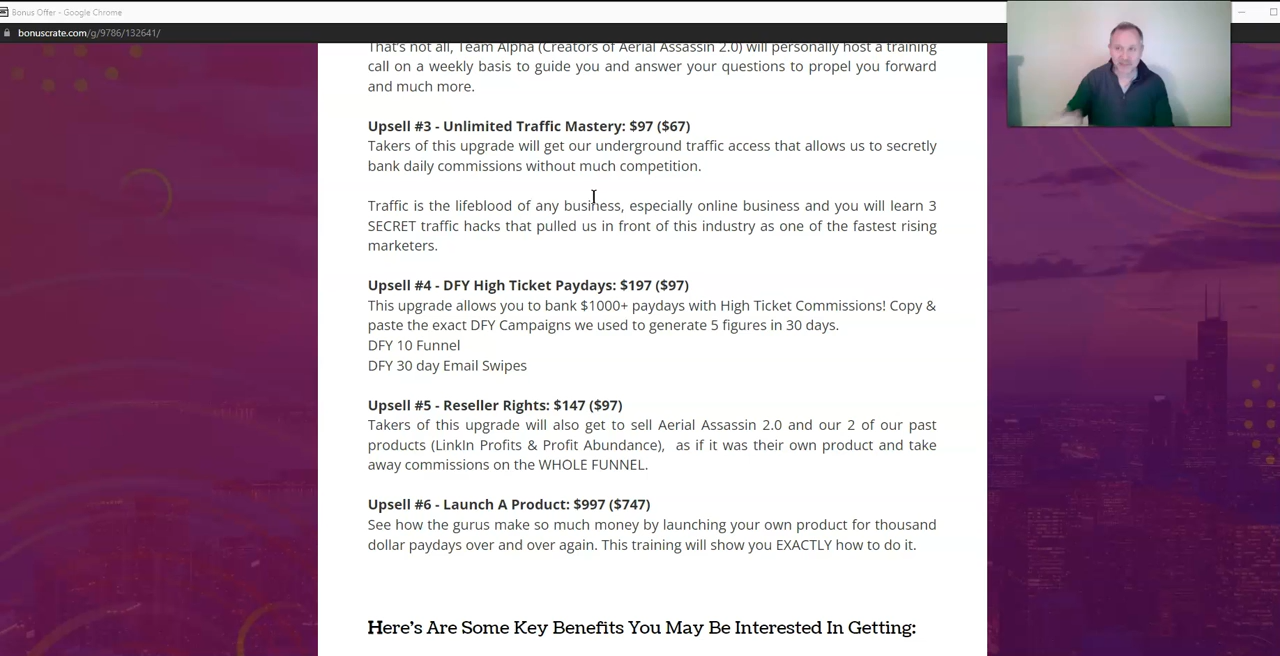 Bonus Offer - Google Chrome
bonuscrate.com/g/9786/132641/
That's not all, Team Alpha (Creators of Aerial Assassin 2.0) will personally host a training
call on a weekly basis to guide you and answer your questions to propel you forward
and much more.
Upsell #3 - Unlimited Traffic Mastery: $97 ($67)
Takers of this upgrade will get our underground traffic access that allows us to secretly
bank daily commissions without much competition.
Traffic is the lifeblood of any business, especially online business and you will learn 3
SECRET traffic hacks that pulled us in front of this industry as one of the fastest rising
marketers.
Upsell #4 - DFY High Ticket Paydays: $197 ($97)
This upgrade allows you to bank $1000+ paydays with High Ticket Commissions! Copy &
paste the exact DFY Campaigns we used to generate 5 figures in 30 days.
DFY 10 Funnel
DFY 30 day Email Swipes
Upsell #5 - Reseller Rights: $147 ($97)
Takers of this upgrade will also get to sell Aerial Assassin 2.0 and our 2 of our past
products (LinkIn Profits & Profit Abundance), as if it was their own product and take
away commissions on the WHOLE FUNNEL.
Upsell #6 - Launch A Product: $997 ($747)
See how the gurus make so much money by launching your own product for thousand
dollar paydays over and over again. This training will show you EXACTLY how to do it.
Here's Are Some Key Benefits You May Be Interested In Getting: